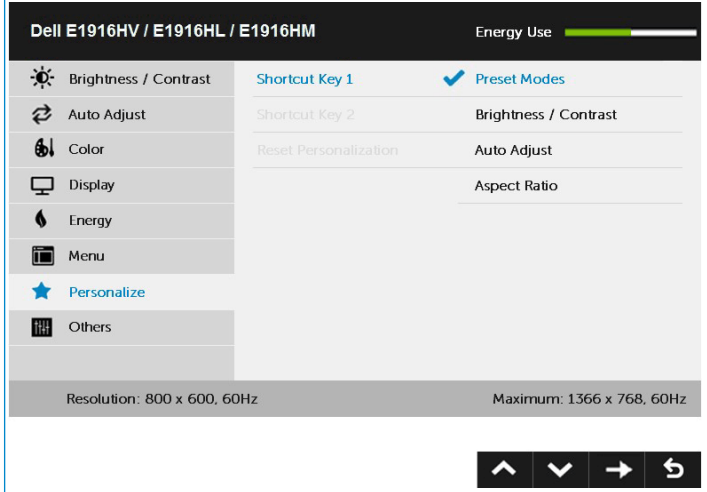 Dell E1916HV / E1916HL / E1916HM
Energy Use
Brightness / Contrast
Shortcut Key 1
Preset Modes
Auto Adjust
Shortcut Key 2
Brightness / Contrast
Color
Reset Personalization
Auto Adjust
Display
Aspect Ratio
Energy
Menu
Personalize
Others
Resolution: 800 x 600, 60Hz
Maximum: 1366 x 768, 60Hz